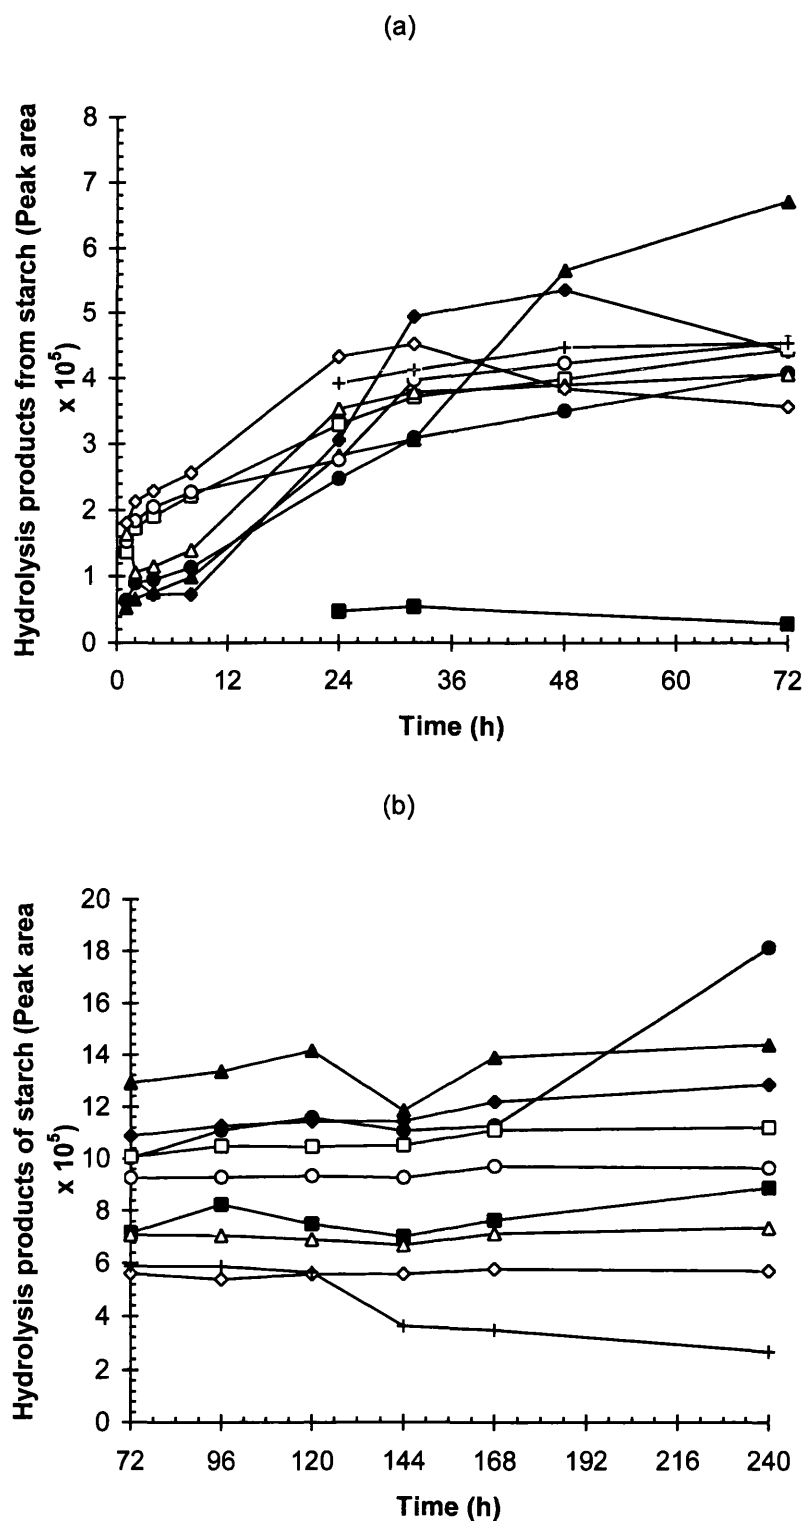 (a)
Hydrolysis products from starch (Peak area
x 10⁵)
8
7
6
5
4
3
2
1
0
0 12 24 36 48 60 72
Time (h)
(b)
Hydrolysis products of starch (Peak area
x 10⁵)
20
18
16
14
12
10
8
6
4
2
0
72 96 120 144 168 192 216 240
Time (h)